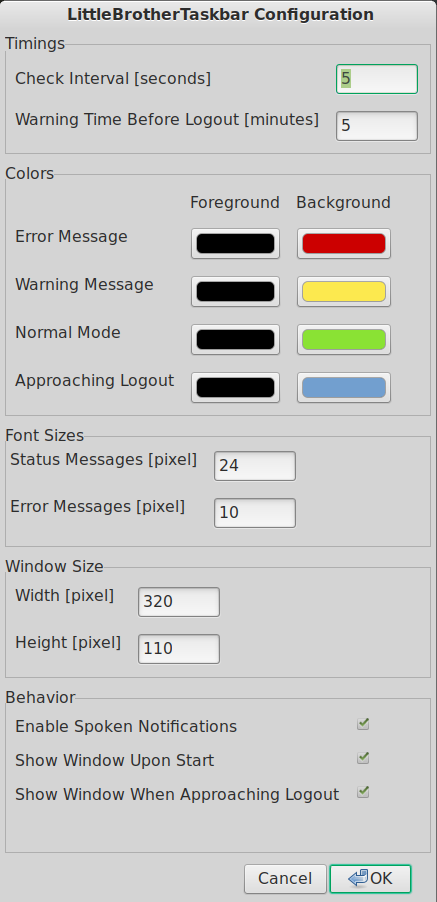 LittleBrotherTaskbar Configuration
Timings
Check Interval [seconds] 5
Warning Time Before Logout [minutes] 5
Colors
Foreground Background
Error Message
Warning Message
Normal Mode
Approaching Logout
Font Sizes
Status Messages [pixel] 24
Error Messages [pixel] 10
Window Size
Width [pixel] 320
Height [pixel] 110
Behavior
Enable Spoken Notifications
Show Window Upon Start
Show Window When Approaching Logout
Cancel OK